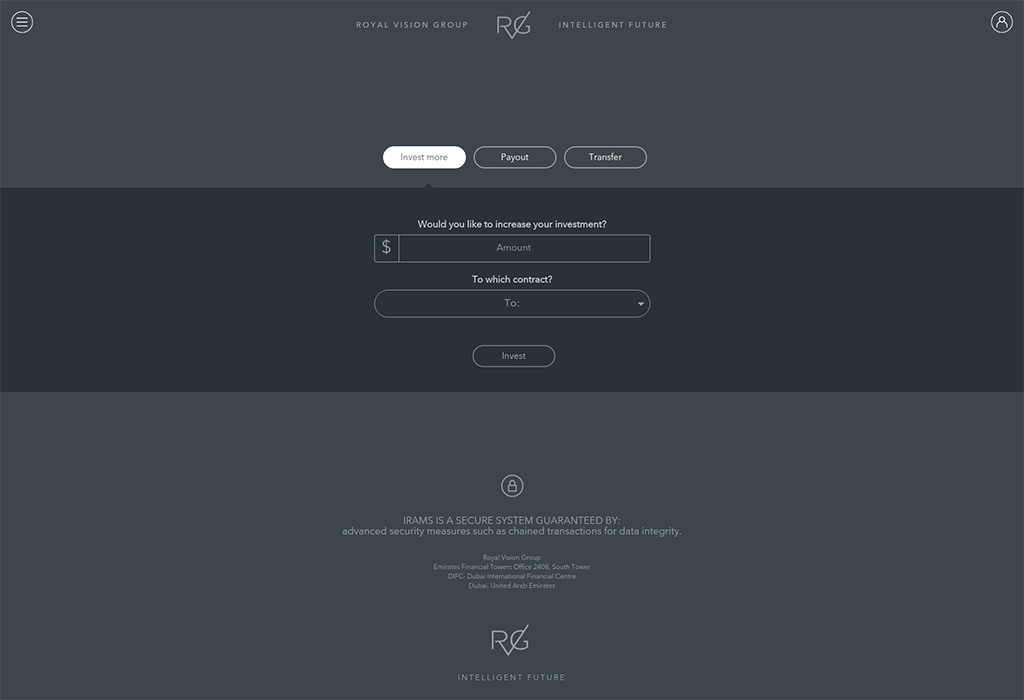 ROYAL VISION GROUP RVG INTELLIGENT FUTURE
Invest more Payout Transfer
Would you like to increase your investment?
$ Amount
To which contract?
To:
Invest
IRAMS IS A SECURE SYSTEM GUARANTEED BY:
advanced security measures such as chained transactions for data integrity.
Royal Vision Group
Emirates Financial Towers Office 2408, South Tower
DIFC- Dubai International Financial Centre
Dubai, United Arab Emirates
RVG
INTELLIGENT FUTURE